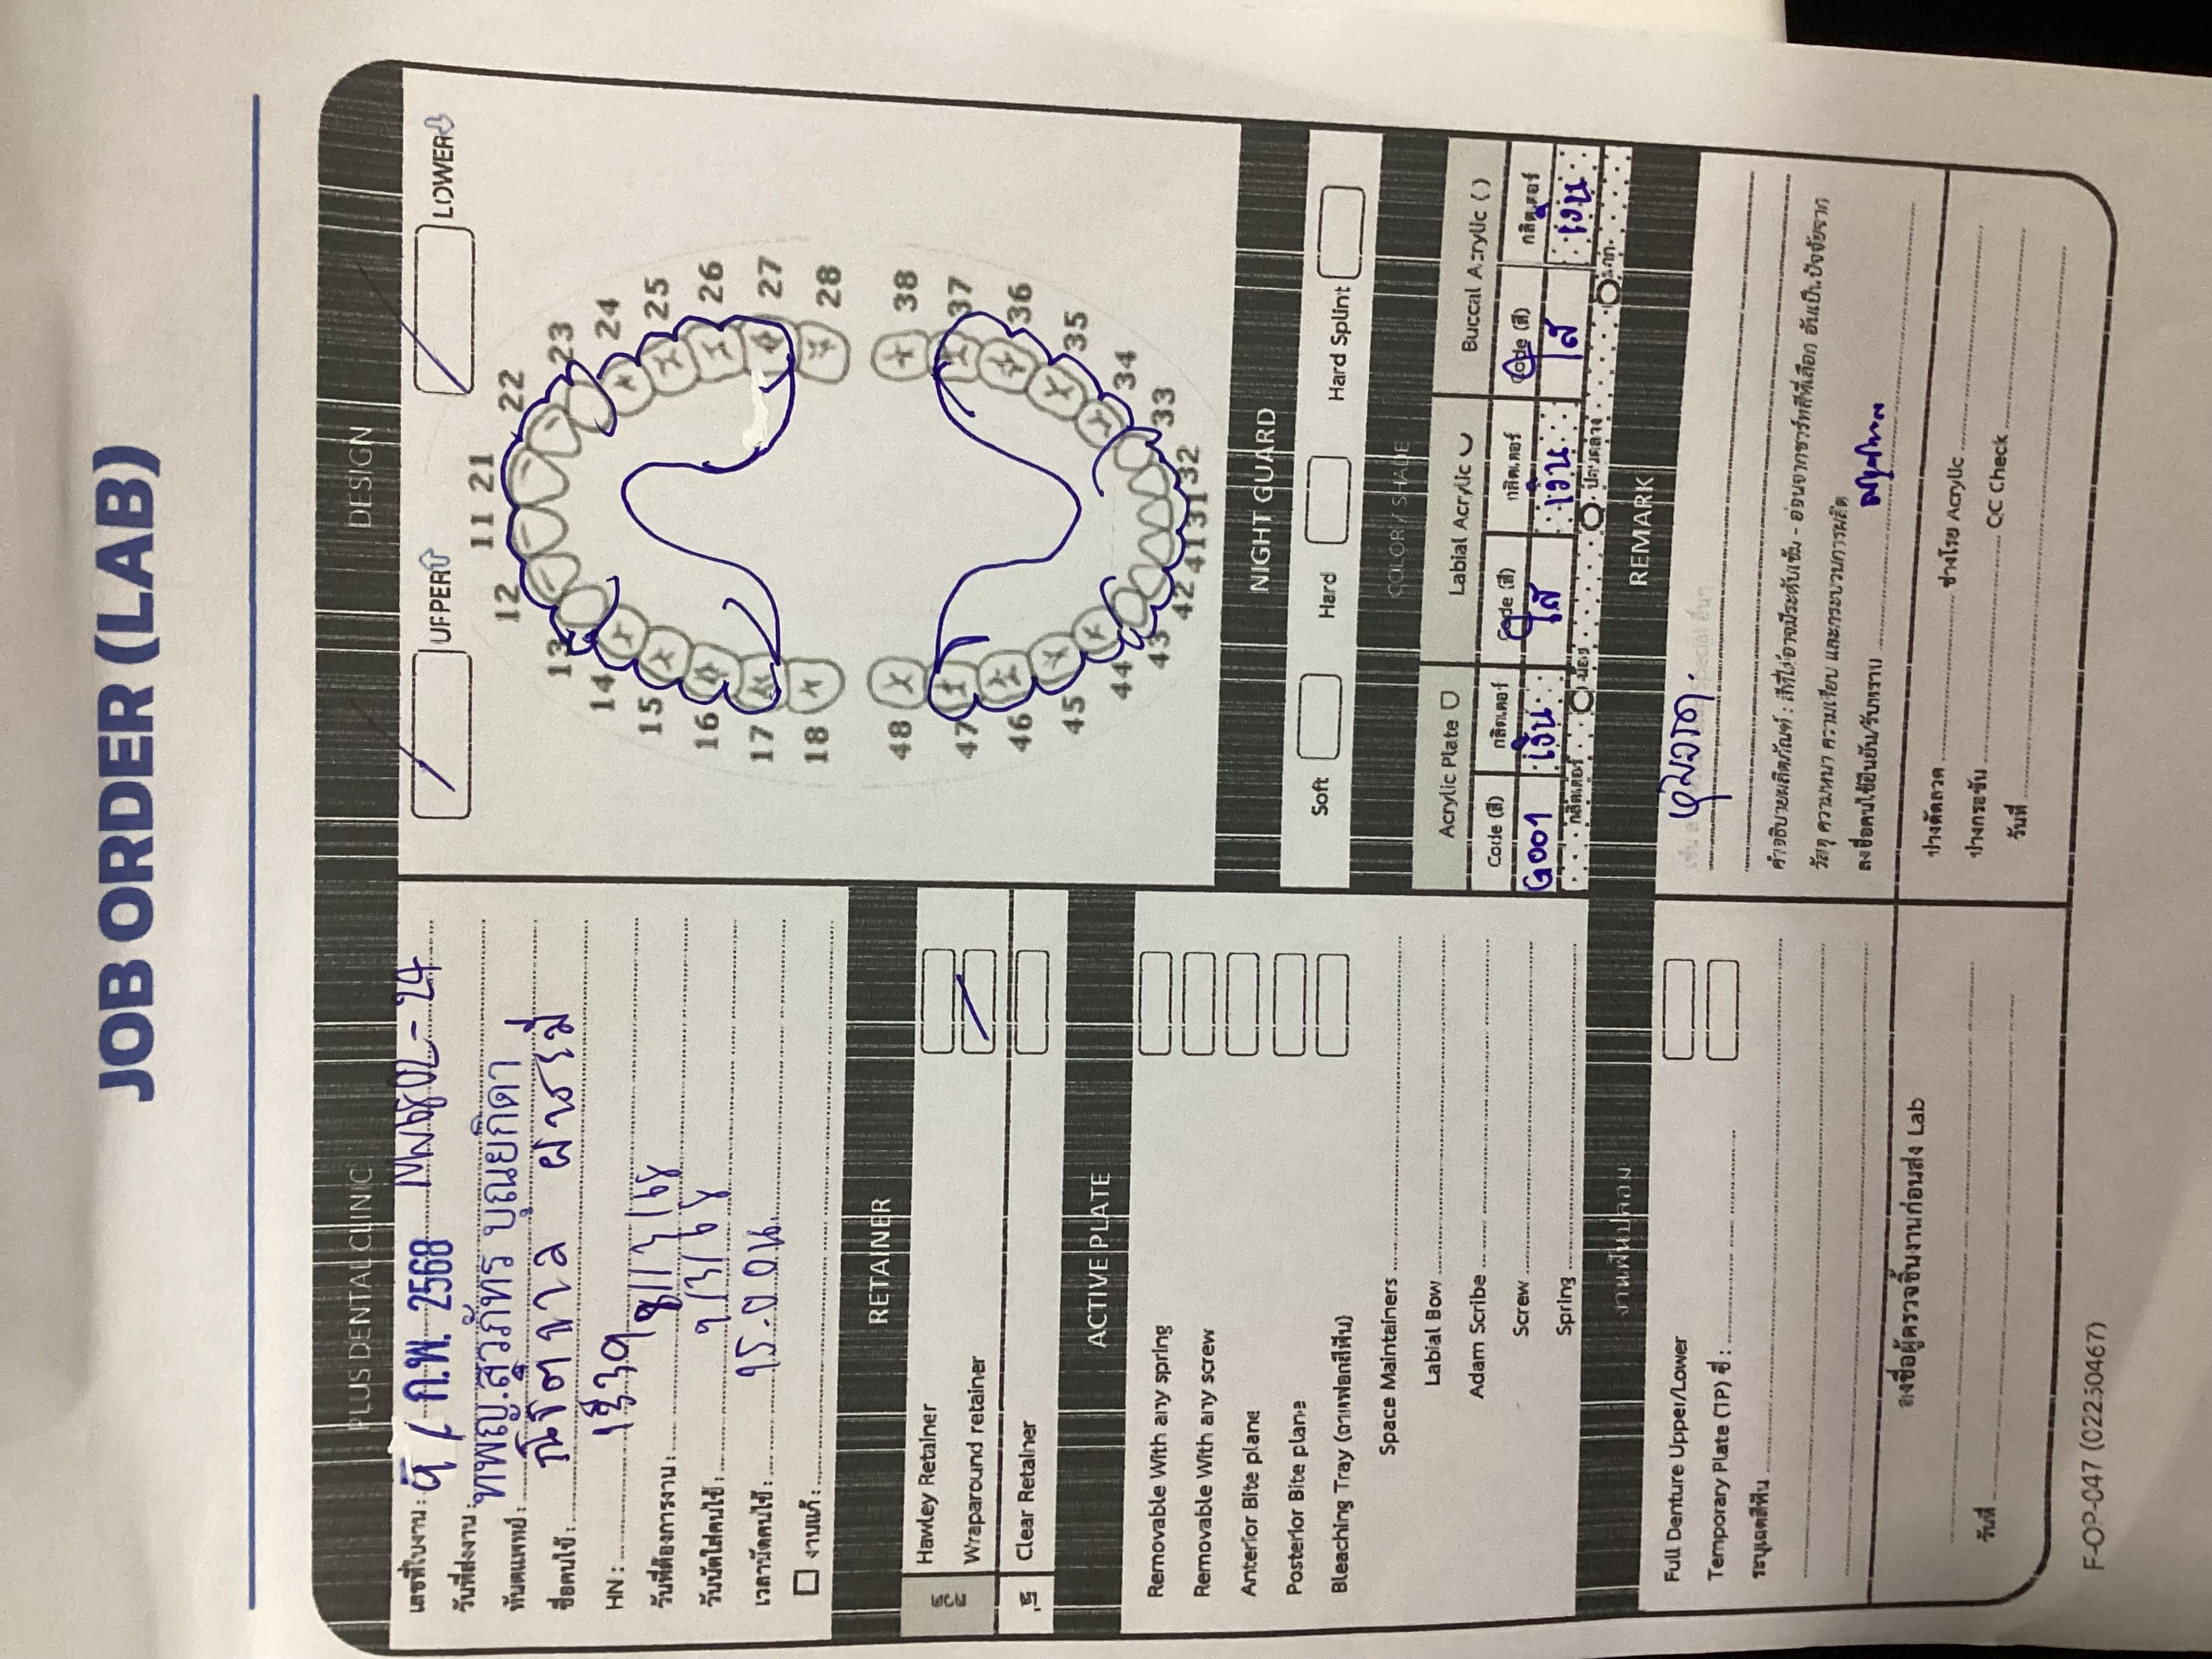 JOB ORDER (LAB)
PLUS DENTAL CLINIC
เลขที่ใบงาน : ก.พ. 2568
วันที่ส่งงาน :
ทันตแพทย์ : ทพญ.สุวภัทร บุณยกิดา
ชื่อคนไข้ :
HN : 1339
วันที่ต้องการงาน : 8/3/68
วันนัดใส่คนไข้ : 9/3/68
เวลานัดคนไข้ : 15.00น.
งานแก้ :
RETAINER
ลวด
Hawley Retainer
Wraparound retainer
ใส
Clear Retainer
ACTIVE PLATE
Removable With any spring
Removable With any screw
Anterior Bite plane
Posterior Bite plane
Bleaching Tray (ถาดฟอกสีฟัน)
Space Maintainers
Labial Bow
Adam Scribe
Screw
Spring
งานฟันปลอม
Full Denture Upper/Lower
Temporary Plate (TP) ซี่ :
ระบุเฉดสีฟัน
ลงชื่อผู้ตรวจชิ้นงานก่อนส่ง Lab
วันที่
F-OP-047 (02250467)
DESIGN
UPPER LOWER
11 21
12 22
13 23
14 24
15 25
16 26
17 27
18 28
48 38
47 37
46 36
45 35
44 34
43 33
42 41 31 32
NIGHT GUARD
Soft Hard Hard Splint
COLOR / SHADE
Acrylic Plate Labial Acrylic Buccal Acrylic ( )
Code (สี) กลิตเตอร์ Code (สี) กลิตเตอร์ Code (สี) กลิตเตอร์
G001 เงิน ใส เงิน ใส เงิน
กลิตเตอร์ น้อย ปานกลาง มาก
REMARK
คำอธิบายผลิตภัณฑ์ : สีที่ได้อาจมีระดับเข้ม - อ่อนจากชาร์ทสีที่เลือก อันเป็นปัจจัยจาก
วัสดุ ความหนา ความเรียบ และกระบวนการผลิต
ลงชื่อคนไข้ยืนยัน/รับทราบ
ช่างดัดลวด ช่างโรย Acrylic
ช่างกรอขัด QC Check
วันที่